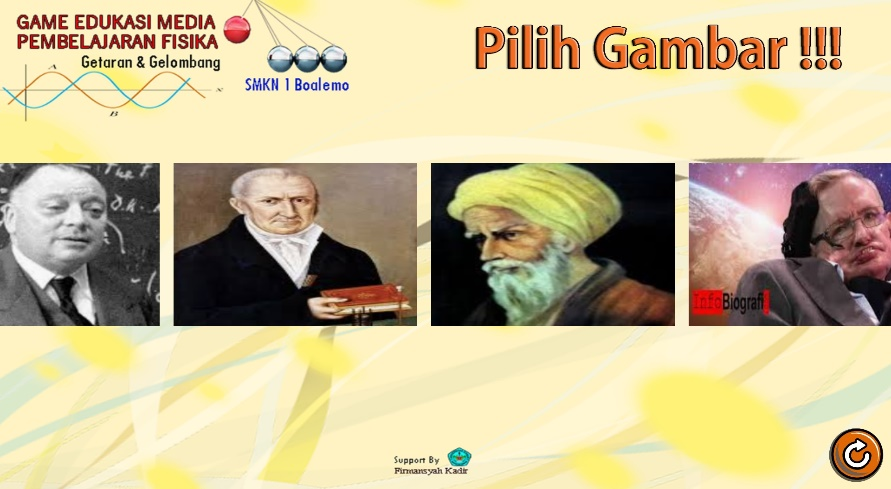 GAME EDUKASI MEDIA
PEMBELAJARAN FISIKA
Getaran & Gelombang
SMKN 1 Boalemo
A
B
x
Pilih Gambar !!!
InfoBiografi
Support By
Firmansyah Kadir